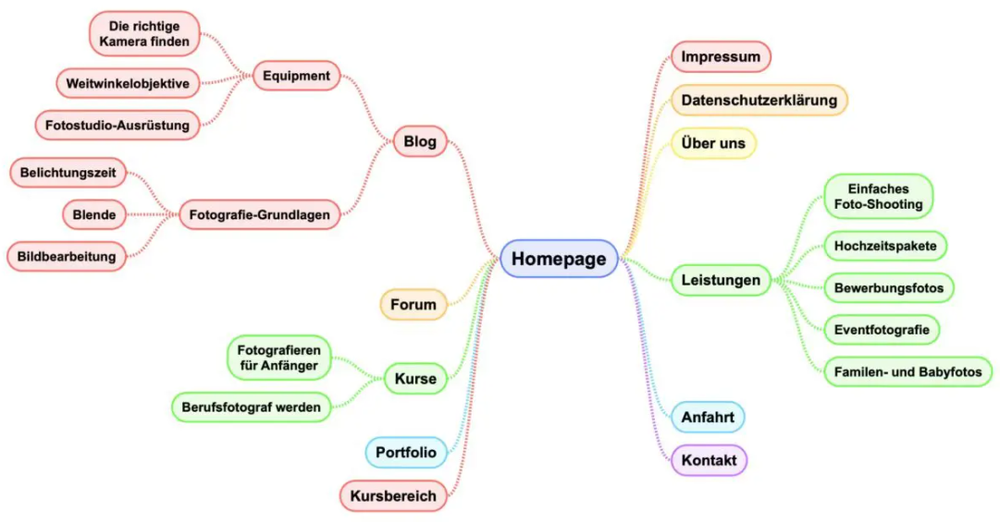 Die richtige
Kamera finden
Weitwinkelobjektive
Fotostudio-Ausrüstung
Equipment
Belichtungszeit
Blende
Bildbearbeitung
Fotografie-Grundlagen
Blog
Forum
Fotografieren
für Anfänger
Berufsfotograf werden
Kurse
Portfolio
Kursbereich
Homepage
Impressum
Datenschutzerklärung
Über uns
Leistungen
Einfaches
Foto-Shooting
Hochzeitspakete
Bewerbungsfotos
Eventfotografie
Familen- und Babyfotos
Anfahrt
Kontakt